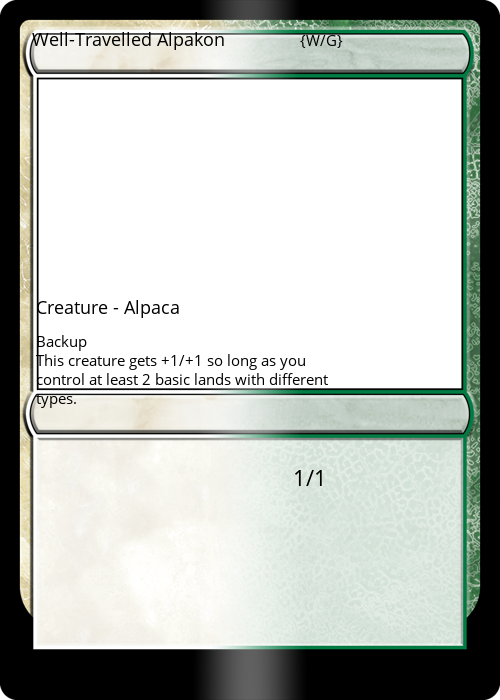 Well-Travelled Alpakon {W/G}
Creature - Alpaca
Backup
This creature gets +1/+1 so long as you
control at least 2 basic lands with different
types.
1/1